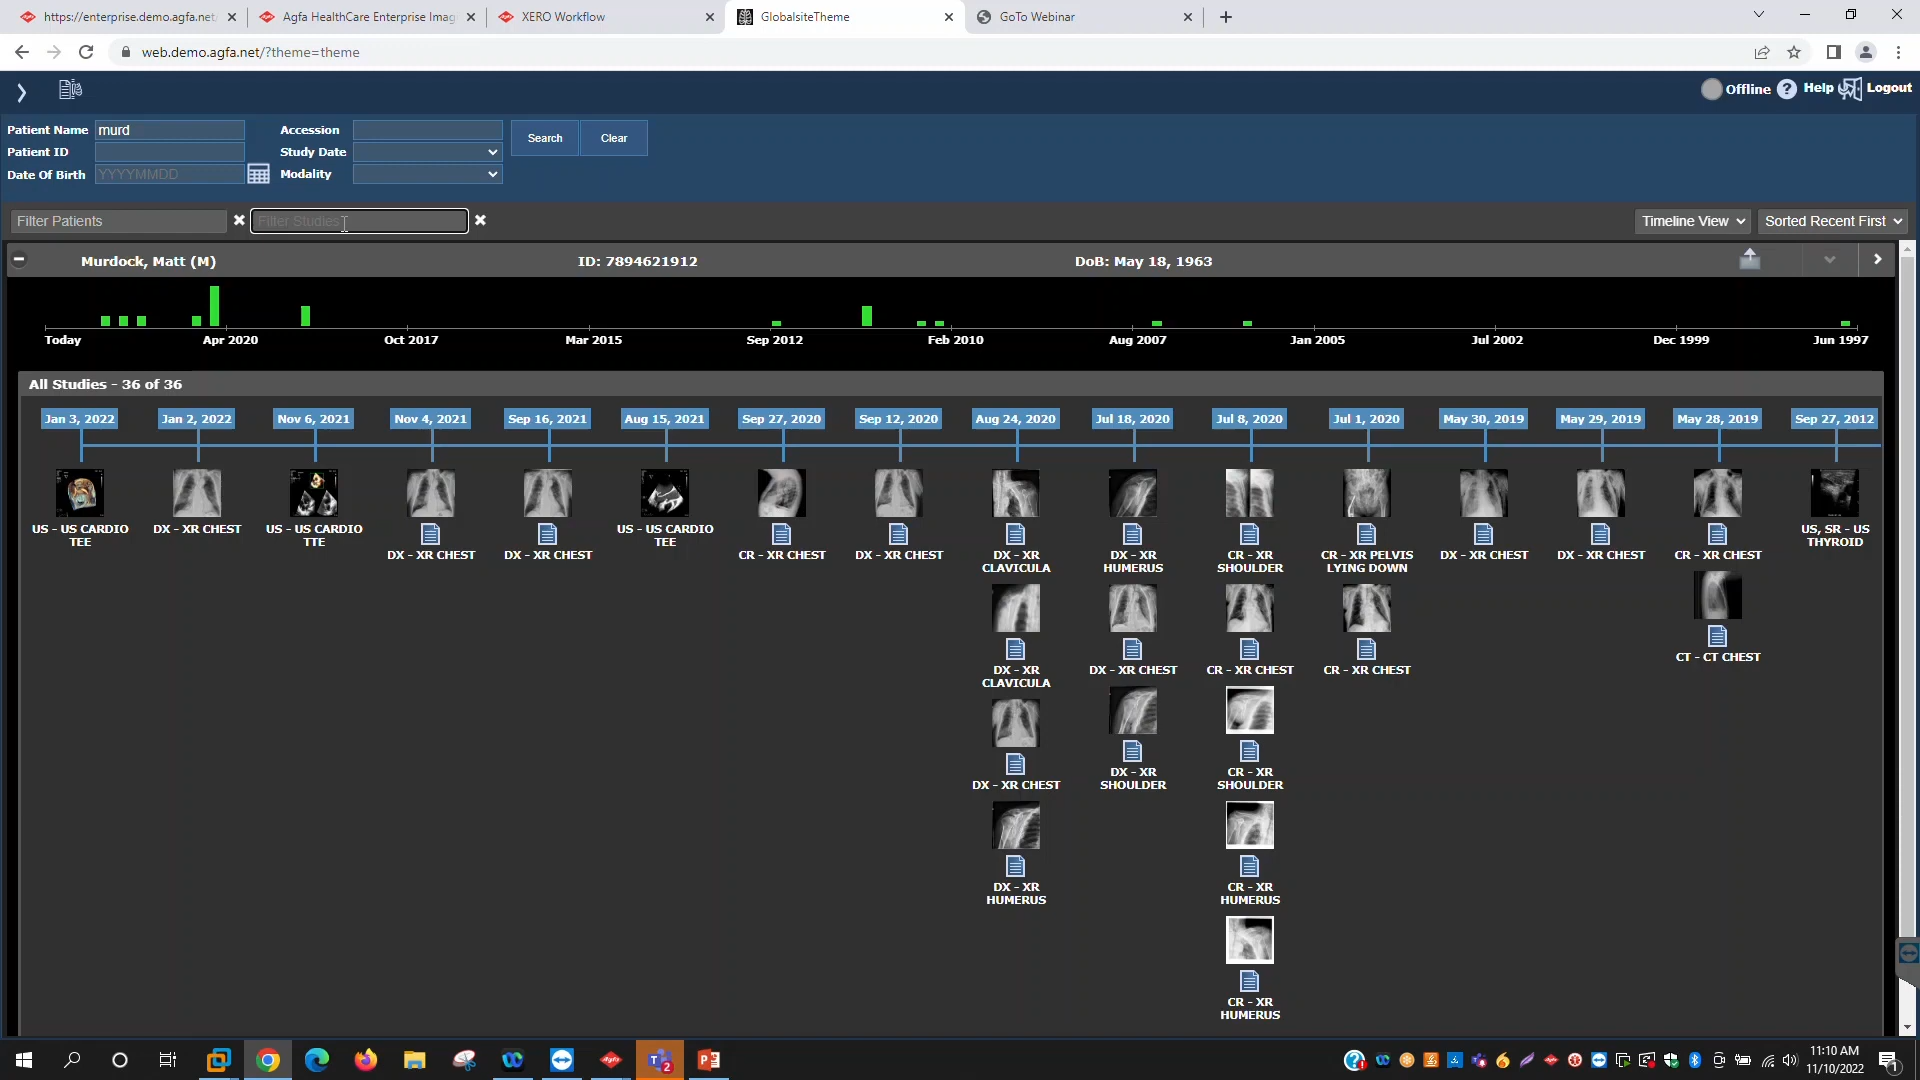 https://enterprise.demo.agfa.net
Agfa HealthCare Enterprise Imag
XERO Workflow
GlobalsiteTheme
GoTo Webinar
web.demo.agfa.net/?theme=theme
Offline ? Help Logout
Patient Name murd Accession Search Clear
Patient ID Study Date
Date Of Birth YYYYMMDD Modality
Filter Patients Filter Studies Timeline View Sorted Recent First
Murdock, Matt (M) ID: 7894621912 DoB: May 18, 1963
Today Apr 2020 Oct 2017 Mar 2015 Sep 2012 Feb 2010 Aug 2007 Jan 2005 Jul 2002 Dec 1999 Jun 1997
All Studies - 36 of 36
Jan 3, 2022 Jan 2, 2022 Nov 6, 2021 Nov 4, 2021 Sep 16, 2021 Aug 15, 2021 Sep 27, 2020 Sep 12, 2020 Aug 24, 2020 Jul 18, 2020 Jul 8, 2020 Jul 1, 2020 May 30, 2019 May 29, 2019 May 28, 2019 Sep 27, 2012
US - US CARDIO
TEE
DX - XR CHEST
US - US CARDIO
TTE
DX - XR CHEST
DX - XR CHEST
US - US CARDIO
TEE
CR - XR CHEST
DX - XR CHEST
DX - XR
CLAVICULA
DX - XR
CLAVICULA
DX - XR CHEST
DX - XR
HUMERUS
DX - XR
HUMERUS
DX - XR CHEST
DX - XR
SHOULDER
CR - XR
SHOULDER
CR - XR CHEST
CR - XR
SHOULDER
CR - XR
HUMERUS
CR - XR
HUMERUS
CR - XR PELVIS
LYING DOWN
CR - XR CHEST
DX - XR CHEST
DX - XR CHEST
CR - XR CHEST
CT - CT CHEST
US, SR - US
THYROID
11:10 AM
11/10/2022